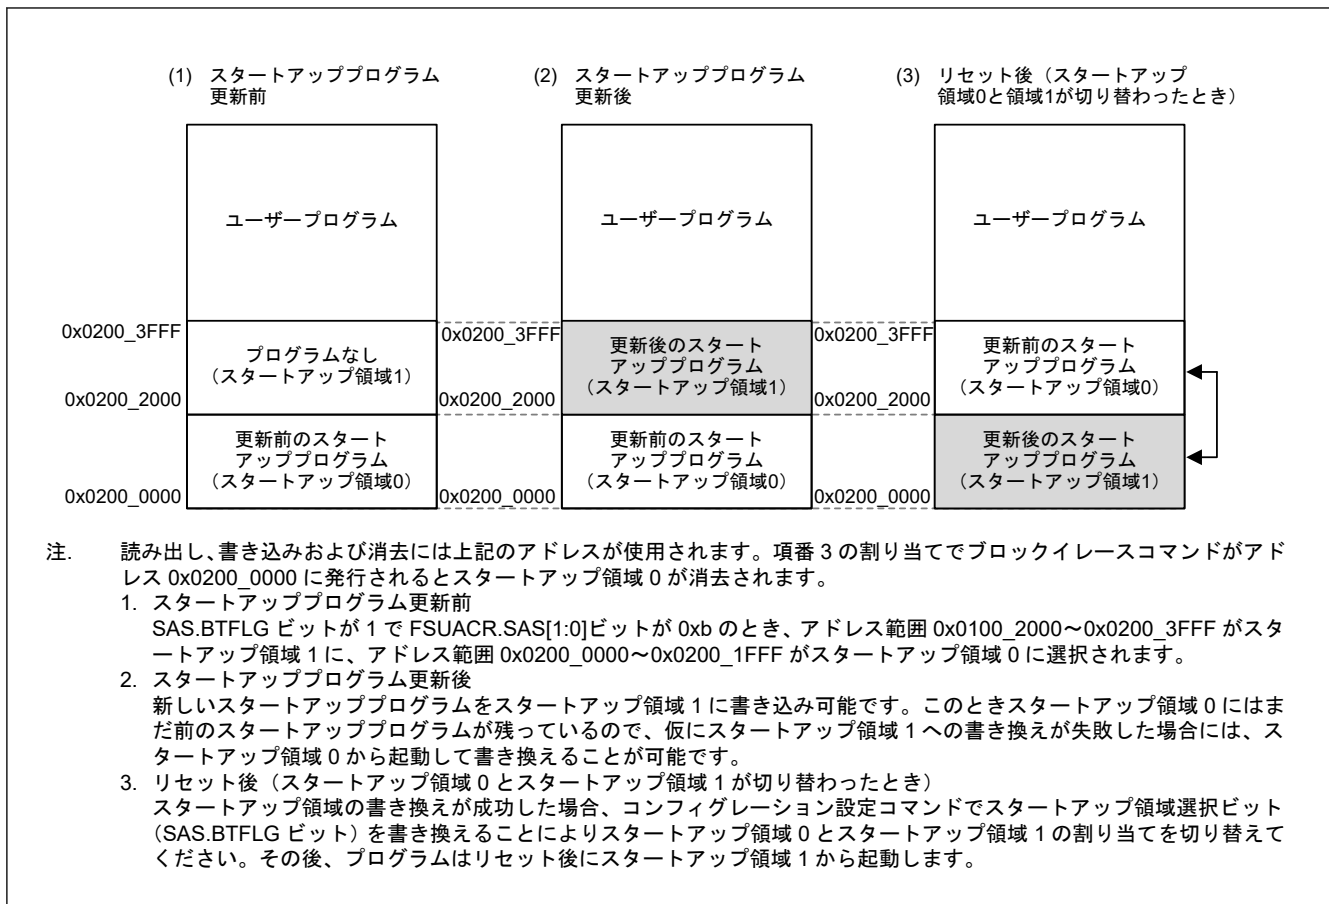 (1) スタートアッププログラム
更新前
(2) スタートアッププログラム
更新後
(3) リセット後（スタートアップ
領域0と領域1が切り替わったとき）
ユーザープログラム
ユーザープログラム
ユーザープログラム
0x0200_3FFF
プログラムなし
（スタートアップ領域1）
0x0200_2000
更新前のスタート
アッププログラム
（スタートアップ領域0）
0x0200_0000
0x0200_3FFF
更新後のスタート
アッププログラム
（スタートアップ領域1）
0x0200_2000
更新前のスタート
アッププログラム
（スタートアップ領域0）
0x0200_0000
0x0200_3FFF
更新前のスタート
アッププログラム
（スタートアップ領域0）
0x0200_2000
更新後のスタート
アッププログラム
（スタートアップ領域1）
0x0200_0000
注. 読み出し、書き込みおよび消去には上記のアドレスが使用されます。項番 3 の割り当てでブロックイレースコマンドがアド
レス 0x0200_0000 に発行されるとスタートアップ領域 0 が消去されます。
1. スタートアッププログラム更新前
SAS.BTFLG ビットが 1 で FSUACR.SAS[1:0]ビットが 0xb のとき、アドレス範囲 0x0100_2000～0x0200_3FFF がスタ
ートアップ領域 1 に、アドレス範囲 0x0200_0000～0x0200_1FFF がスタートアップ領域 0 に選択されます。
2. スタートアッププログラム更新後
新しいスタートアッププログラムをスタートアップ領域 1 に書き込み可能です。このときスタートアップ領域 0 にはま
だ前のスタートアッププログラムが残っているので、仮にスタートアップ領域 1 への書き換えが失敗した場合には、ス
タートアップ領域 0 から起動して書き換えることが可能です。
3. リセット後（スタートアップ領域 0 とスタートアップ領域 1 が切り替わったとき）
スタートアップ領域の書き換えが成功した場合、コンフィグレーション設定コマンドでスタートアップ領域選択ビット
（SAS.BTFLG ビット）を書き換えることによりスタートアップ領域 0 とスタートアップ領域 1 の割り当てを切り替えて
ください。その後、プログラムはリセット後にスタートアップ領域 1 から起動します。